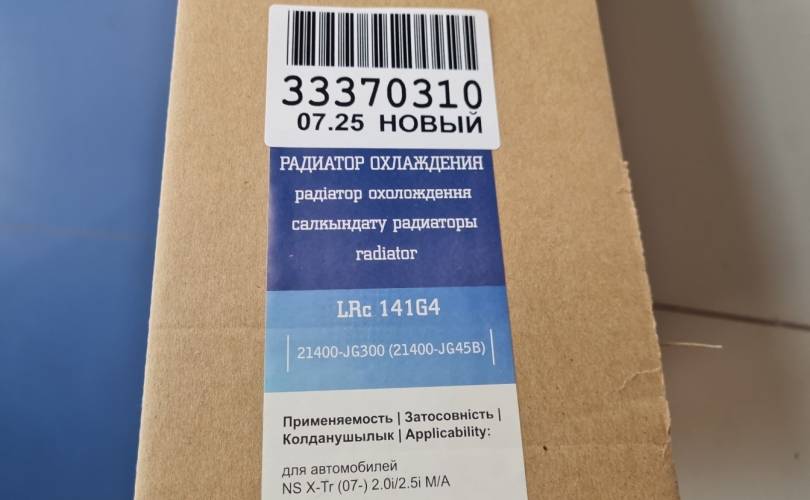 33370310
07.25 НОВЫЙ
РАДИАТОР ОХЛАЖДЕНИЯ
радіатор охолождення
салкындату радиаторы
radiator
LRc 141G4
21400-JG300 (21400-JG45B)
Применяемость | Затосовність |
Колданушылык | Applicability:
для автомобилей
NS X-Tr (07-) 2.0i/2.5i M/A